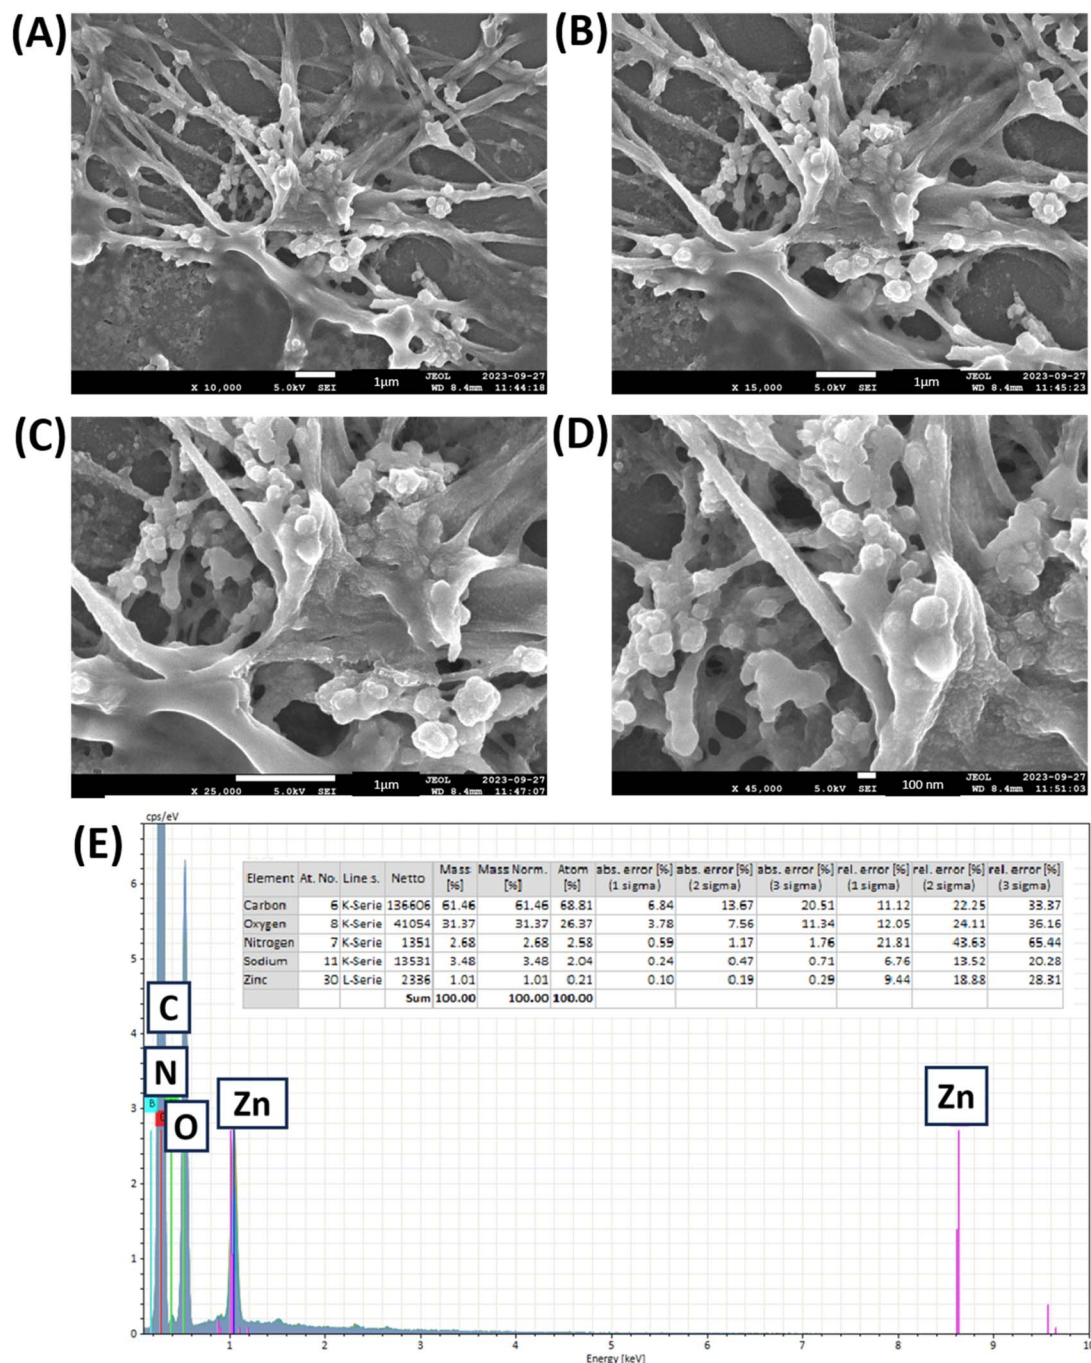 (A)
(B)
1µm JEOL 2023-09-27
X 10,000 5.0kV SEI WD 8.4mm 11:44:18
1µm JEOL 2023-09-27
X 15,000 5.0kV SEI WD 8.4mm 11:45:23
(C)
(D)
1µm JEOL 2023-09-27
X 25,000 5.0kV SEI WD 8.4mm 11:47:07
100 nm JEOL 2023-09-27
X 45,000 5.0kV SEI WD 8.4mm 11:51:03
(E)
cps/eV
Element At. No. Line s. Netto Mass [%] Mass Norm. [%] Atom [%] abs. error [%] (1 sigma) abs. error [%] (2 sigma) abs. error [%] (3 sigma) rel. error [%] (1 sigma) rel. error [%] (2 sigma) rel. error [%] (3 sigma)
Carbon 6 K-Serie 136606 61.46 61.46 68.81 6.84 13.67 20.51 11.12 22.25 33.37
Oxygen 8 K-Serie 41054 31.37 31.37 26.37 3.78 7.56 11.34 12.05 24.11 36.16
Nitrogen 7 K-Serie 1351 2.68 2.68 2.58 0.59 1.17 1.76 21.81 43.63 65.44
Sodium 11 K-Serie 13531 3.48 3.48 2.04 0.24 0.47 0.71 6.76 13.52 20.28
Zinc 30 L-Serie 2336 1.01 1.01 0.21 0.10 0.19 0.29 9.44 18.88 28.31
Sum 100.00 100.00 100.00
6
5
4
3
2
1
0
C
N
B
O
Zn
Zn
1 2 3 4 5 6 7 8 9 10
Energy [keV]